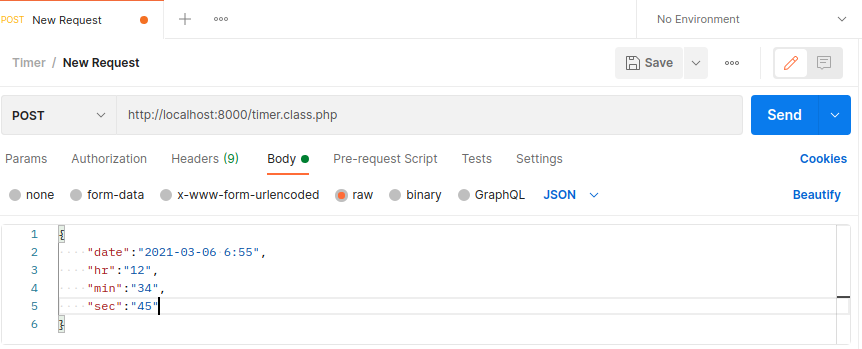 POST New Request No Environment
Timer / New Request Save
POST http://localhost:8000/timer.class.php Send
Params Authorization Headers (9) Body Pre-request Script Tests Settings Cookies
none form-data x-www-form-urlencoded raw binary GraphQL JSON Beautify
1 {
2 "date":"2021-03-06 6:55",
3 "hr":"12",
4 "min":"34",
5 "sec":"45"
6 }